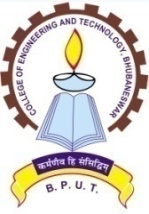 COLLEGE OF ENGINEERING AND TECHNOLOGY, BHUBANESWAR
कर्मणैव हि संसिद्धिम्
B. P. U. T.